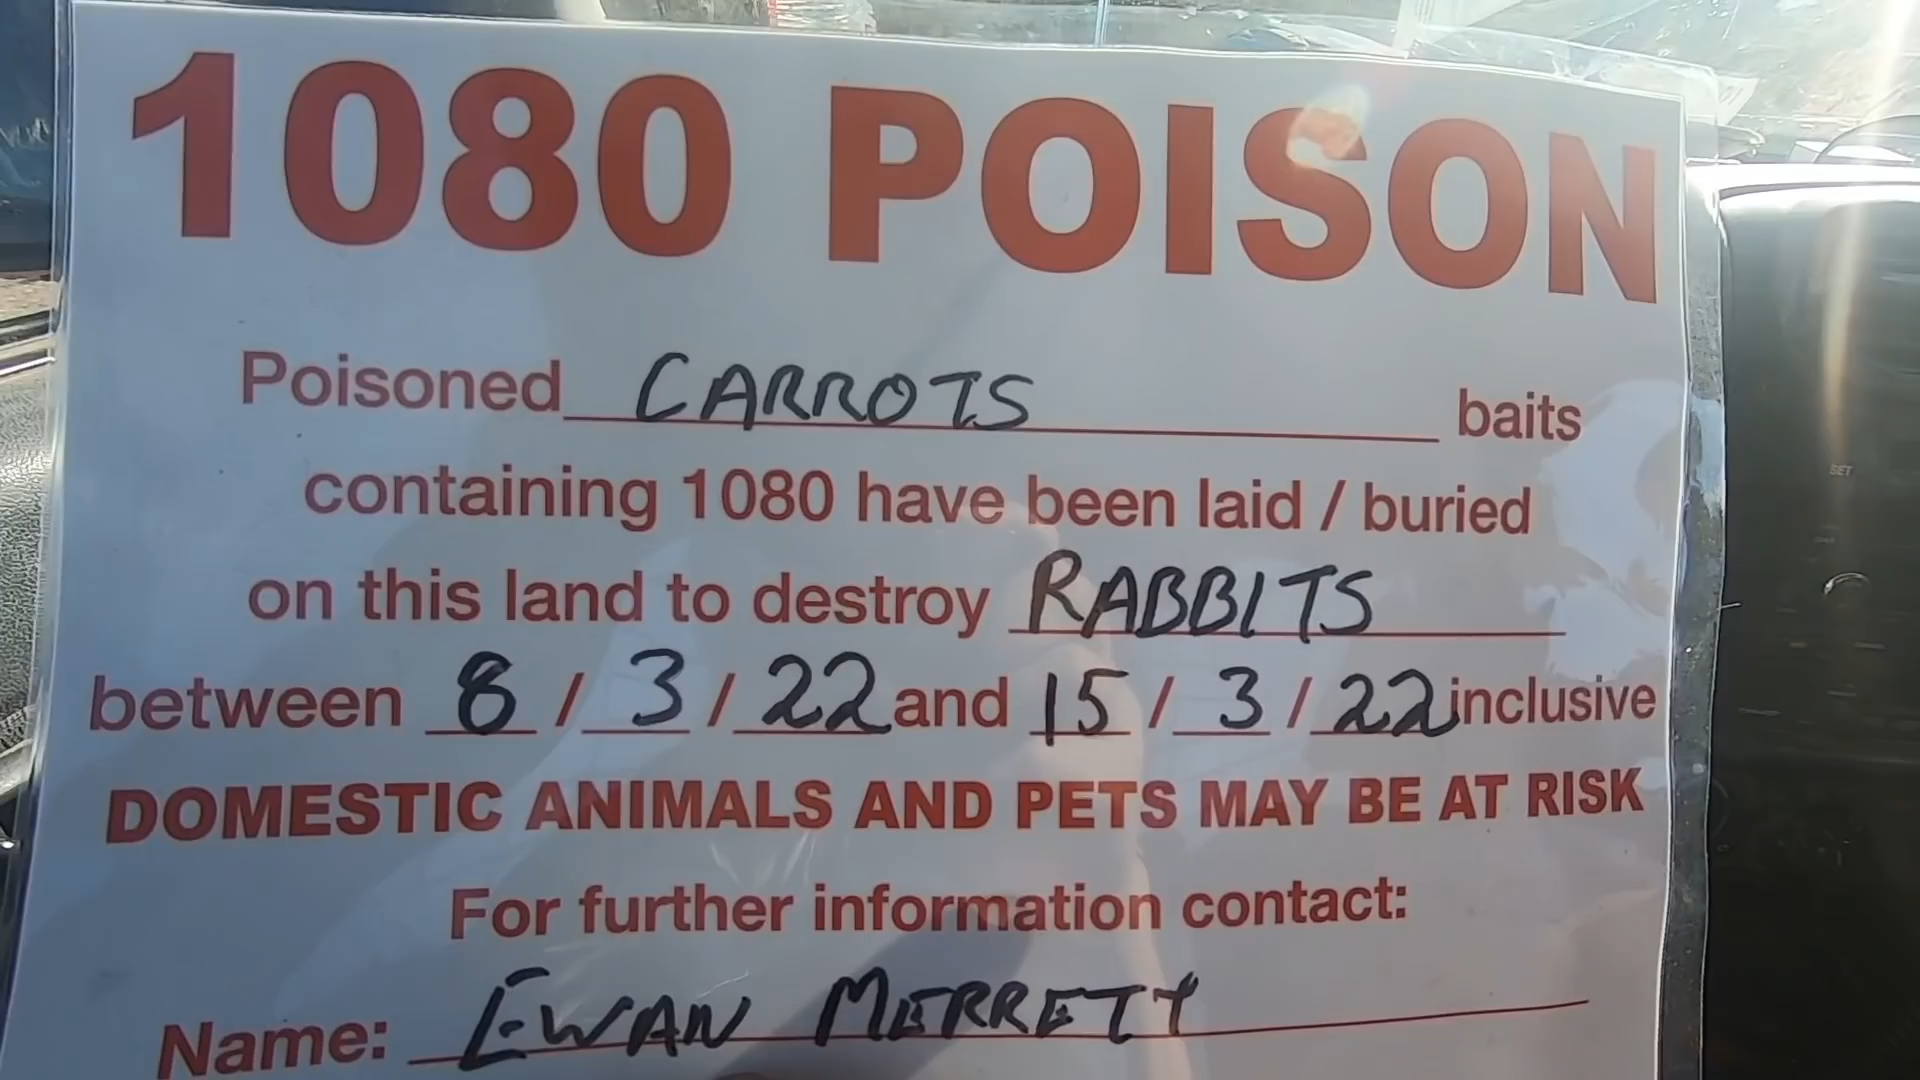 1080 POISON
Poisoned CARROTS baits
containing 1080 have been laid / buried
on this land to destroy RABBITS
between 8 / 3 / 22 and 15 / 3 / 22 inclusive
DOMESTIC ANIMALS AND PETS MAY BE AT RISK
For further information contact:
Name: EWAN MERRETT
SET